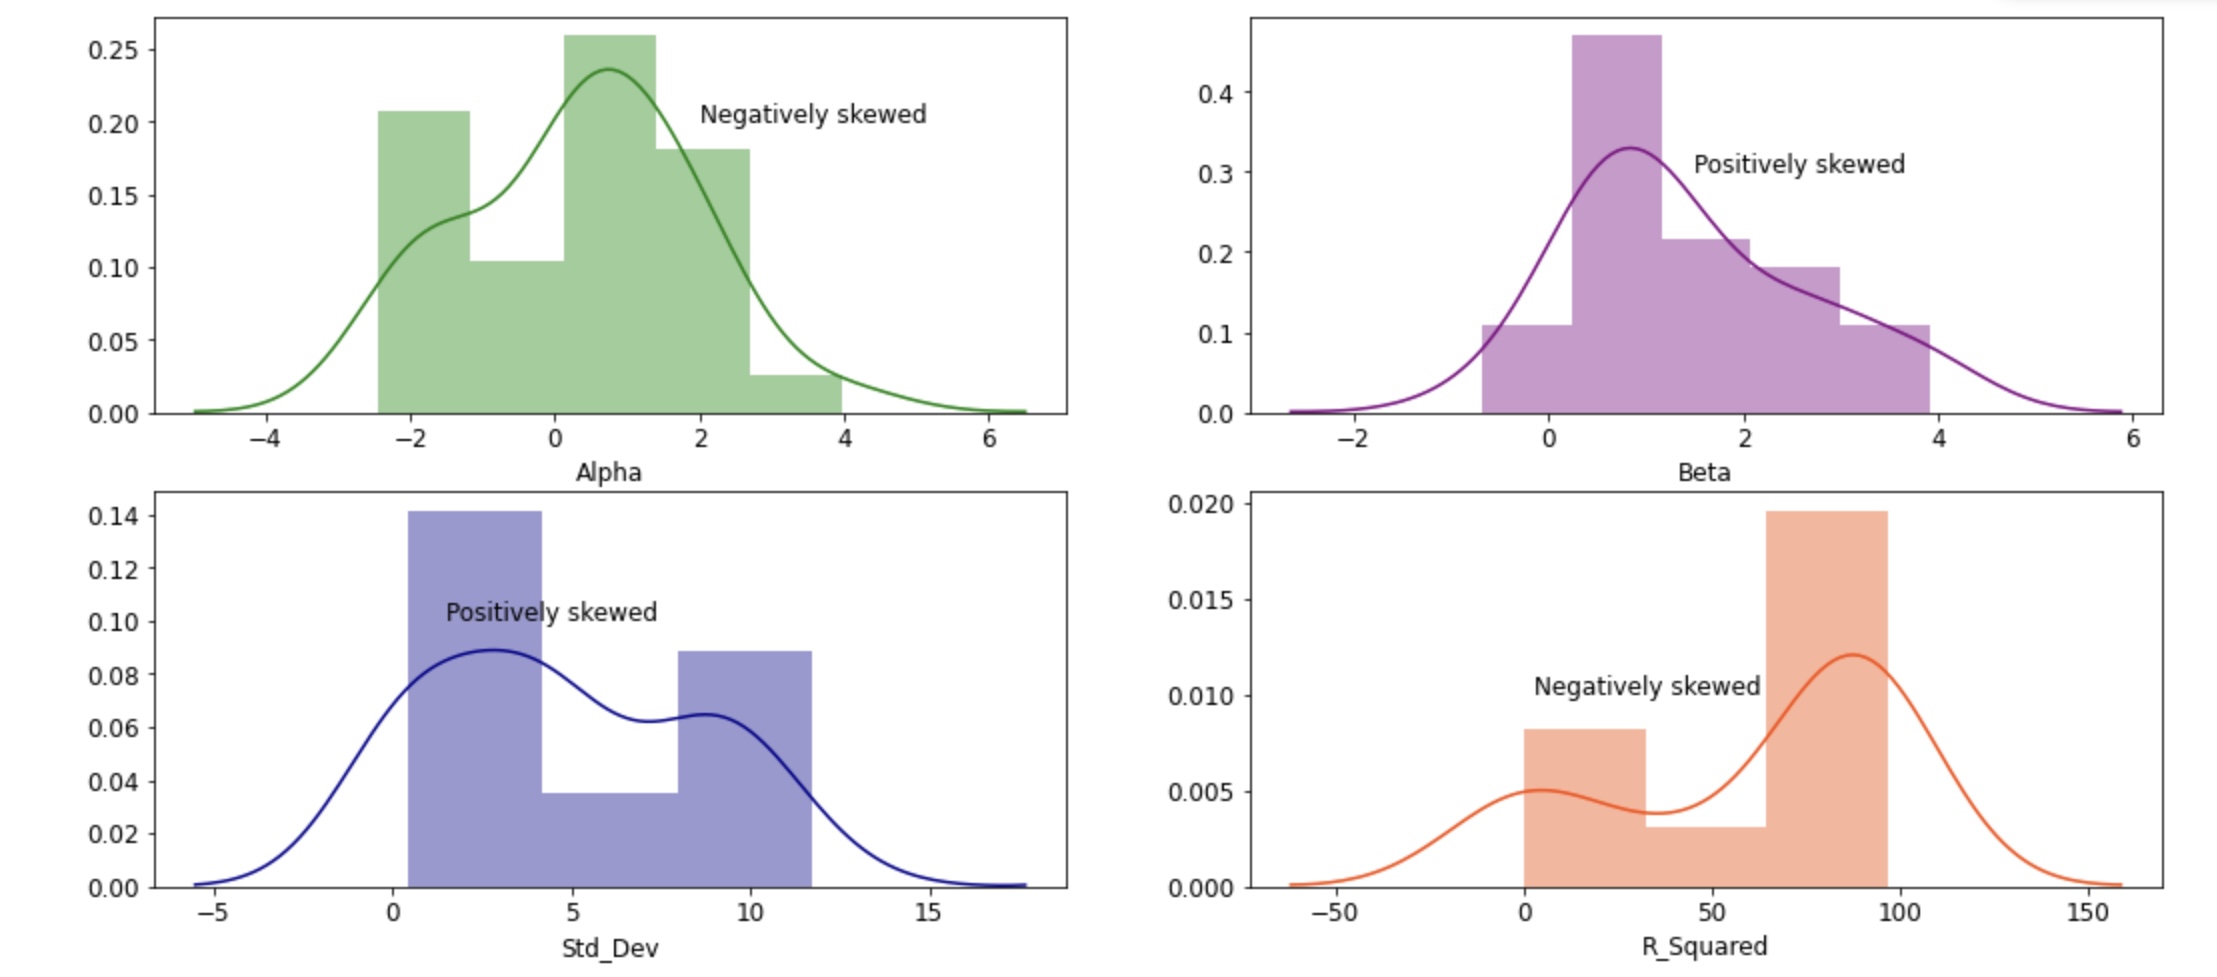 0.25
0.20
0.15
0.10
0.05
0.00
Negatively skewed
−4 −2 0 2 4 6
Alpha
0.4
0.3
0.2
0.1
0.0
Positively skewed
−2 0 2 4 6
Beta
0.14
0.12
0.10
0.08
0.06
0.04
0.02
0.00
Positively skewed
−5 0 5 10 15
Std_Dev
0.020
0.015
0.010
0.005
0.000
Negatively skewed
−50 0 50 100 150
R_Squared